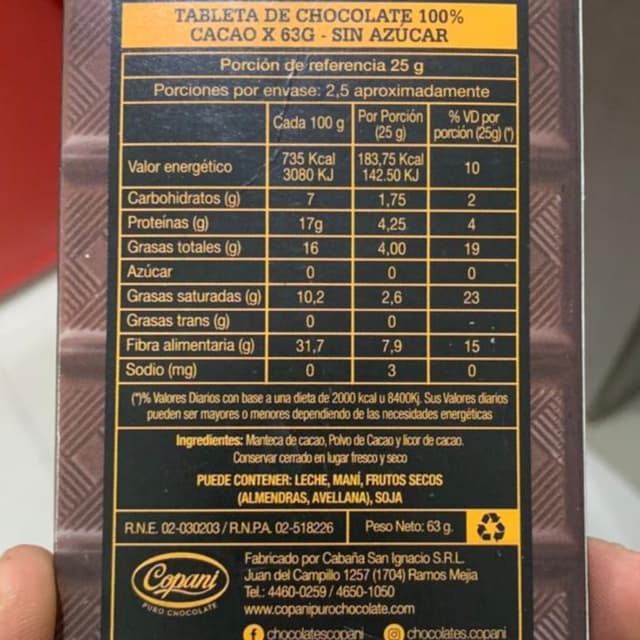 TABLETA DE CHOCOLATE 100%
CACAO X 63G - SIN AZÚCAR
Porción de referencia 25 g
Porciones por envase: 2,5 aproximadamente
Cada 100 g Por Porción (25 g) % VD por porción (25g) (*)
Valor energético 735 Kcal 3080 KJ 183,75 Kcal 142.50 KJ 10
Carbohidratos (g) 7 1,75 2
Proteínas (g) 17g 4,25 4
Grasas totales (g) 16 4,00 19
Azúcar 0 0 0
Grasas saturadas (g) 10,2 2,6 23
Grasas trans (g) 0 0 -
Fibra alimentaria (g) 31,7 7,9 15
Sodio (mg) 0 3 0
(*)% Valores Diarios con base a una dieta de 2000 kcal u 8400Kj. Sus Valores diarios
pueden ser mayores o menores dependiendo de las necesidades energéticas
Ingredientes: Manteca de cacao, Polvo de Cacao y licor de cacao.
Conservar cerrado en lugar fresco y seco
PUEDE CONTENER: LECHE, MANÍ, FRUTOS SECOS
(ALMENDRAS, AVELLANA), SOJA
R.N.E. 02-030203 / R.N.P.A. 02-518226 Peso Neto: 63 g.
Copani
PURO CHOCOLATE
Fabricado por Cabaña San Ignacio S.R.L.
Juan del Campillo 1257 (1704) Ramos Mejia
Tel.: 4460-0259 / 4650-1050
www.copanipurochocolate.com
chocolatescopani chocolates.copani